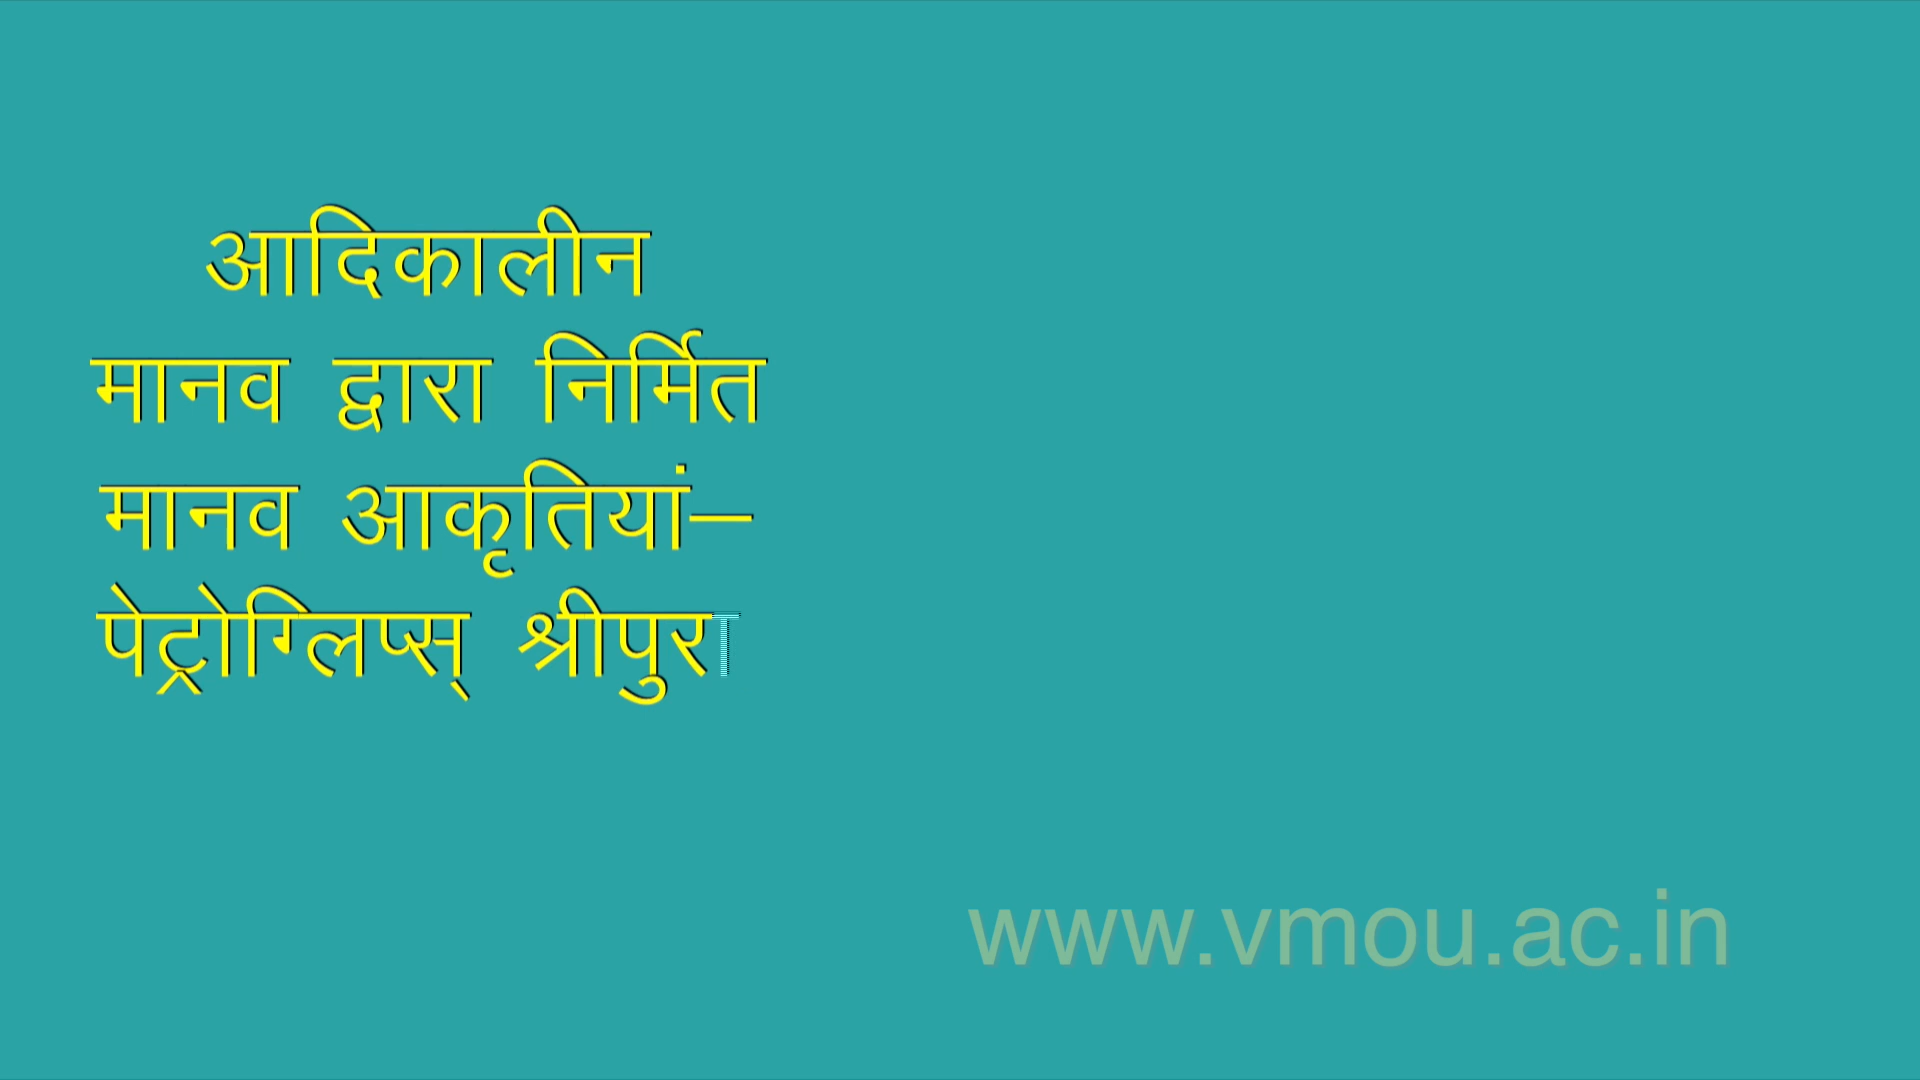 आदिकालीन
मानव द्वारा निर्मित
मानव आकृतियां–
पेट्रोग्लिप्स् श्रीपुरा
www.vmou.ac.in